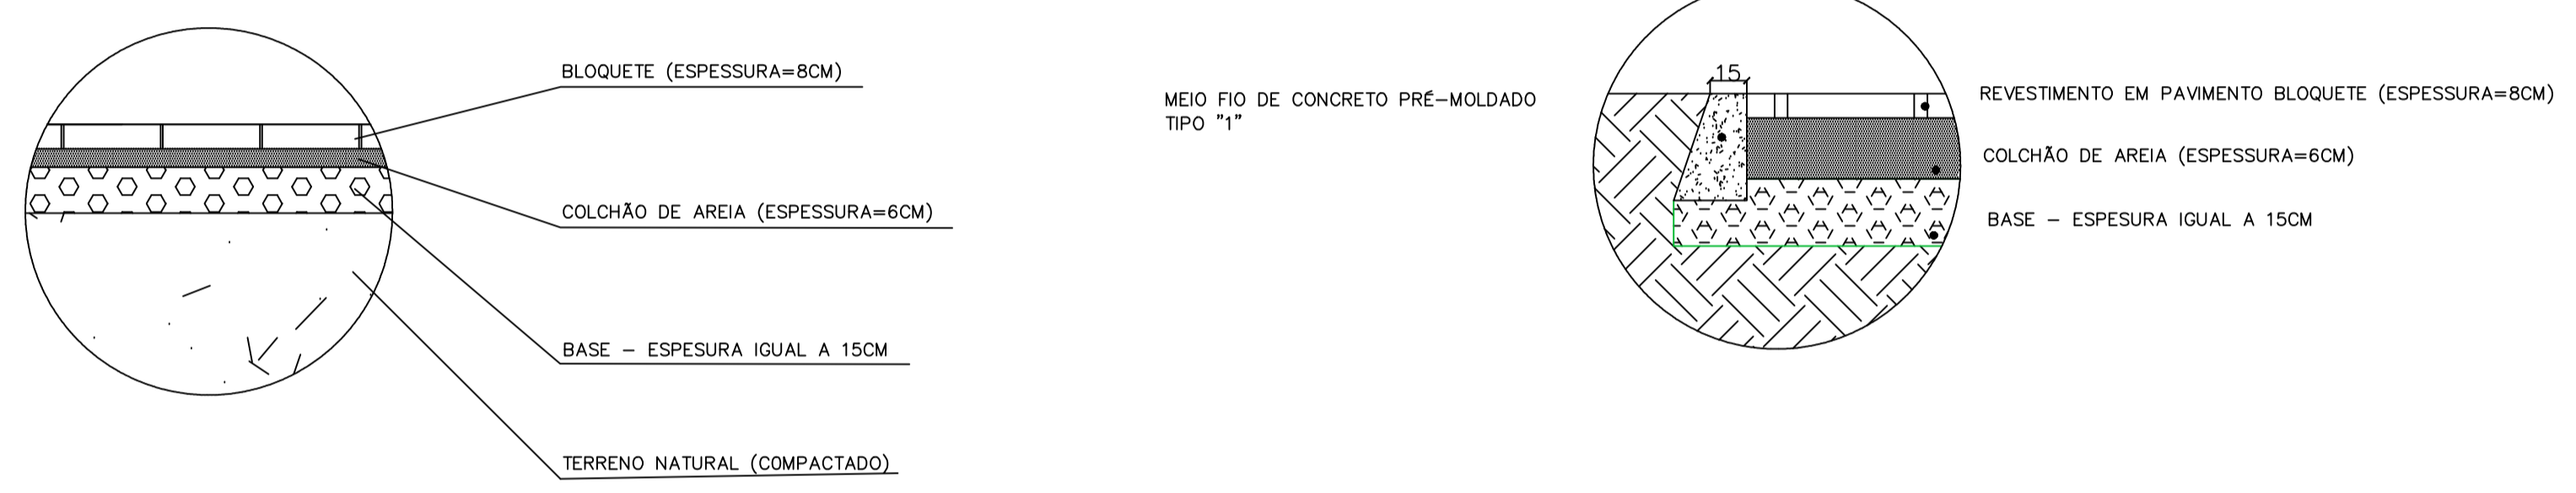 BLOQUETE (ESPESSURA=8CM)
COLCHÃO DE AREIA (ESPESSURA=6CM)
BASE – ESPESURA IGUAL A 15CM
TERRENO NATURAL (COMPACTADO)
MEIO FIO DE CONCRETO PRÉ–MOLDADO
TIPO "1"
15
REVESTIMENTO EM PAVIMENTO BLOQUETE (ESPESSURA=8CM)
COLCHÃO DE AREIA (ESPESSURA=6CM)
BASE – ESPESURA IGUAL A 15CM